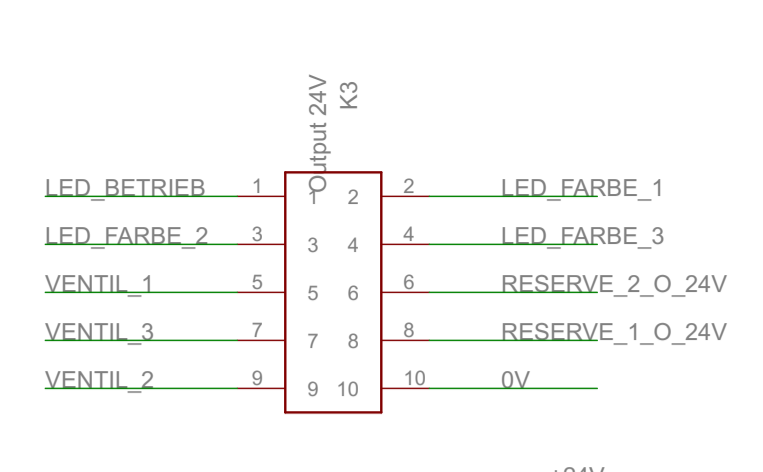 Output 24V
K3
LED_BETRIEB 1 1 2 2 LED_FARBE_1
LED_FARBE_2 3 3 4 4 LED_FARBE_3
VENTIL_1 5 5 6 6 RESERVE_2_O_24V
VENTIL_3 7 7 8 8 RESERVE_1_O_24V
VENTIL_2 9 9 10 10 0V
+24V